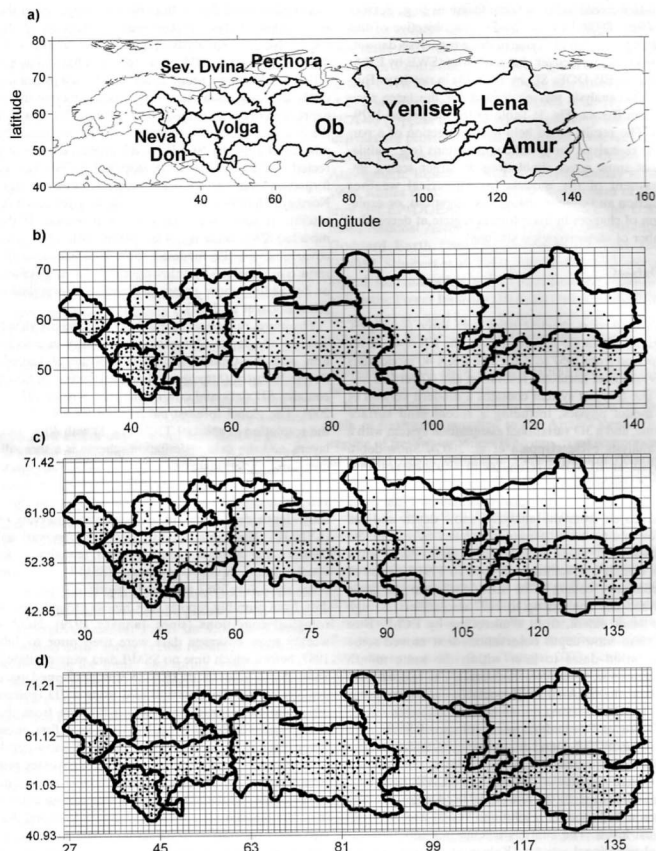 a)
80
70
60
50
40
latitude
Sev. Dvina
Pechora
Neva
Don
Volga
Ob
Yenisei
Lena
Amur
40 60 80 100 120 140 160
longitude
b)
70
60
50
40 60 80 100 120 140
c)
71.42
61.90
52.38
42.85
30 45 60 75 90 105 120 135
d)
71.21
61.12
51.03
40.93
27 45 63 81 99 117 135